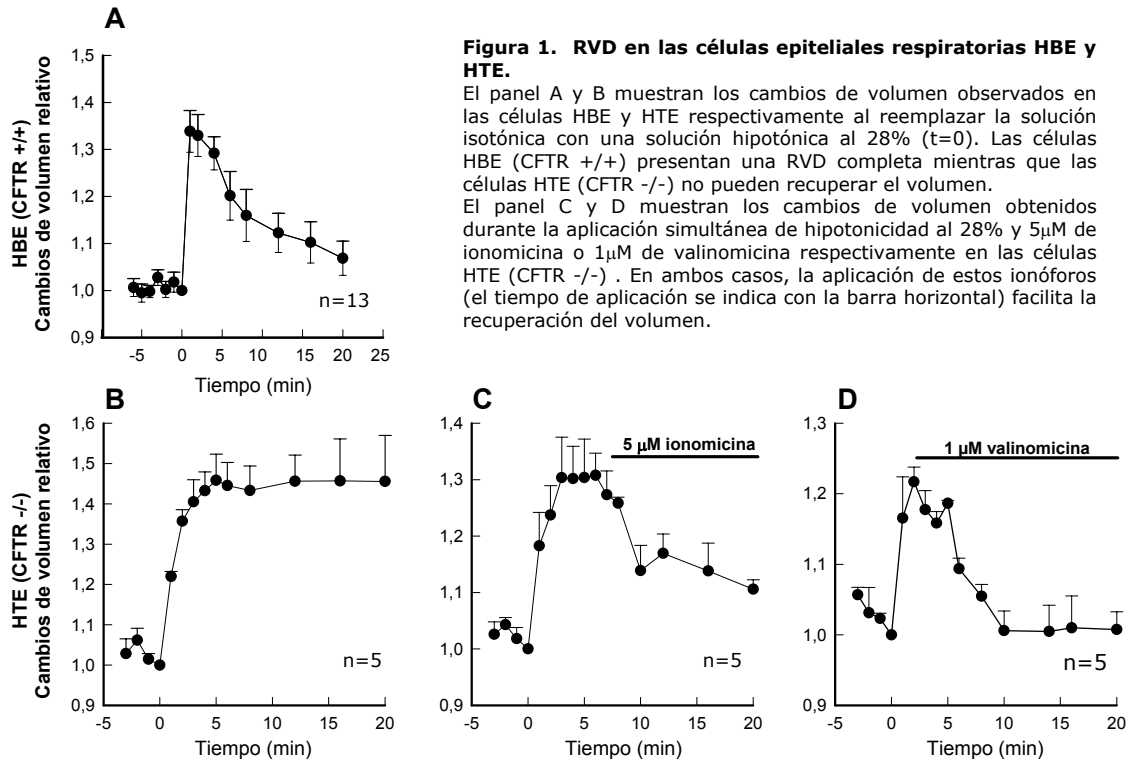 A
1,5
1,4
1,3
1,2
1,1
1,0
0,9
HBE (CFTR +/+)
Cambios de volumen relativo
n=13
-5 0 5 10 15 20 25
Tiempo (min)
Figura 1. RVD en las células epiteliales respiratorias HBE y
HTE.
El panel A y B muestran los cambios de volumen observados en
las células HBE y HTE respectivamente al reemplazar la solución
isotónica con una solución hipotónica al 28% (t=0). Las células
HBE (CFTR +/+) presentan una RVD completa mientras que las
células HTE (CFTR -/-) no pueden recuperar el volumen.
El panel C y D muestran los cambios de volumen obtenidos
durante la aplicación simultánea de hipotonicidad al 28% y 5µM de
ionomicina o 1µM de valinomicina respectivamente en las células
HTE (CFTR -/-) . En ambos casos, la aplicación de estos ionóforos
(el tiempo de aplicación se indica con la barra horizontal) facilita la
recuperación del volumen.
B
1,6
1,5
1,4
1,3
1,2
1,1
1,0
0,9
HTE (CFTR -/-)
Cambios de volumen relativo
n=5
-5 0 5 10 15 20
Tiempo (min)
C
1,4
1,3
1,2
1,1
1,0
0,9
5 µM ionomicina
n=5
-5 0 5 10 15 20
Tiempo (min)
D
1,3
1,2
1,1
1,0
0,9
1 µM valinomicina
n=5
-5 0 5 10 15 20
Tiempo (min)